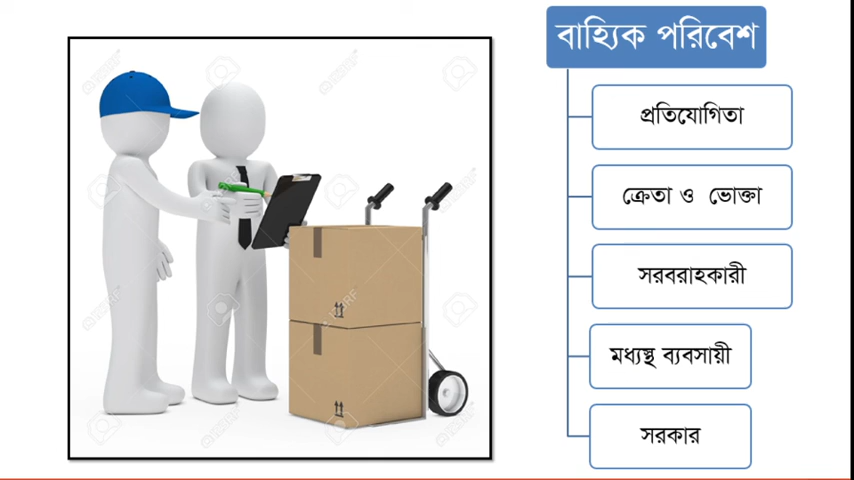 বাহ্যিক পরিবেশ
প্রতিযোগিতা
ক্রেতা ও ভোক্তা
সরবরাহকারী
মধ্যস্থ ব্যবসায়ী
সরকার